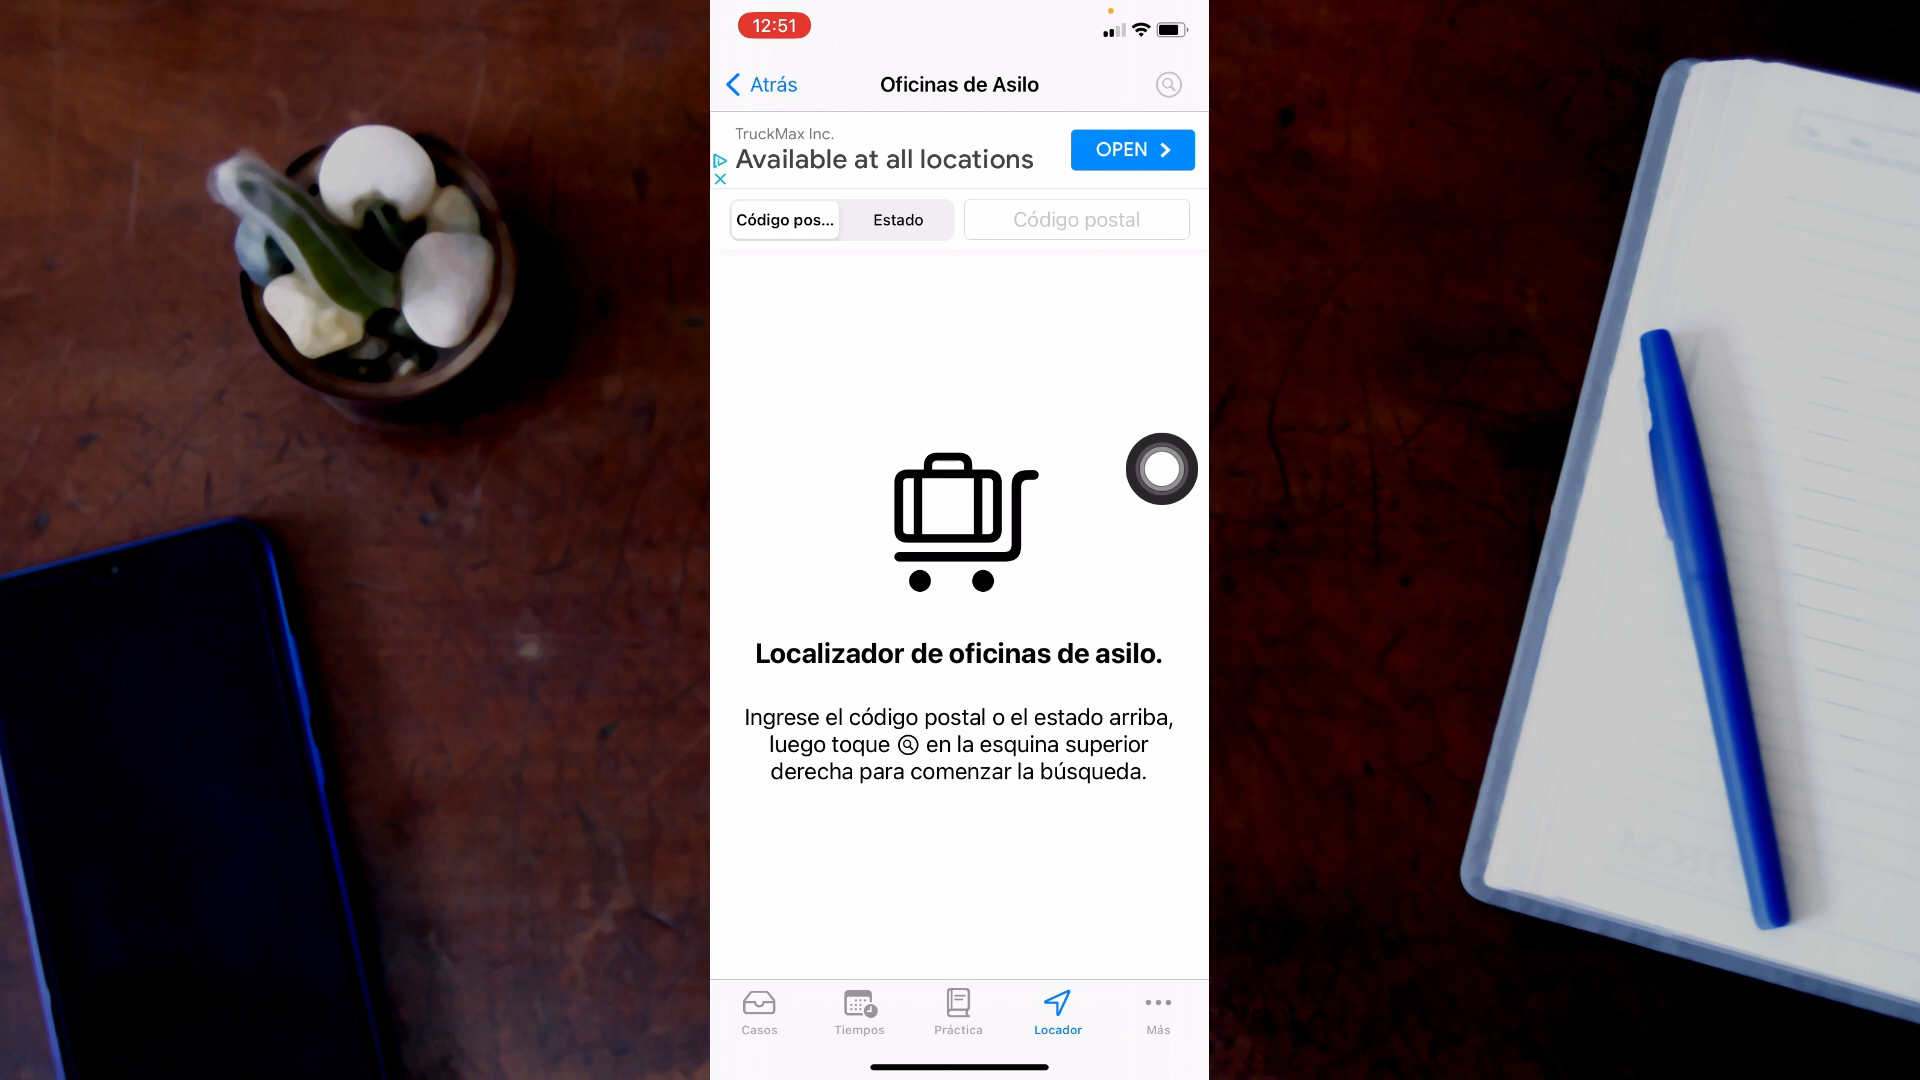 12:51
Atrás
Oficinas de Asilo
TruckMax Inc.
Available at all locations
OPEN
Código pos...
Estado
Código postal
Localizador de oficinas de asilo.
Ingrese el código postal o el estado arriba,
luego toque en la esquina superior
derecha para comenzar la búsqueda.
Casos
Tiempos
Práctica
Locador
Más